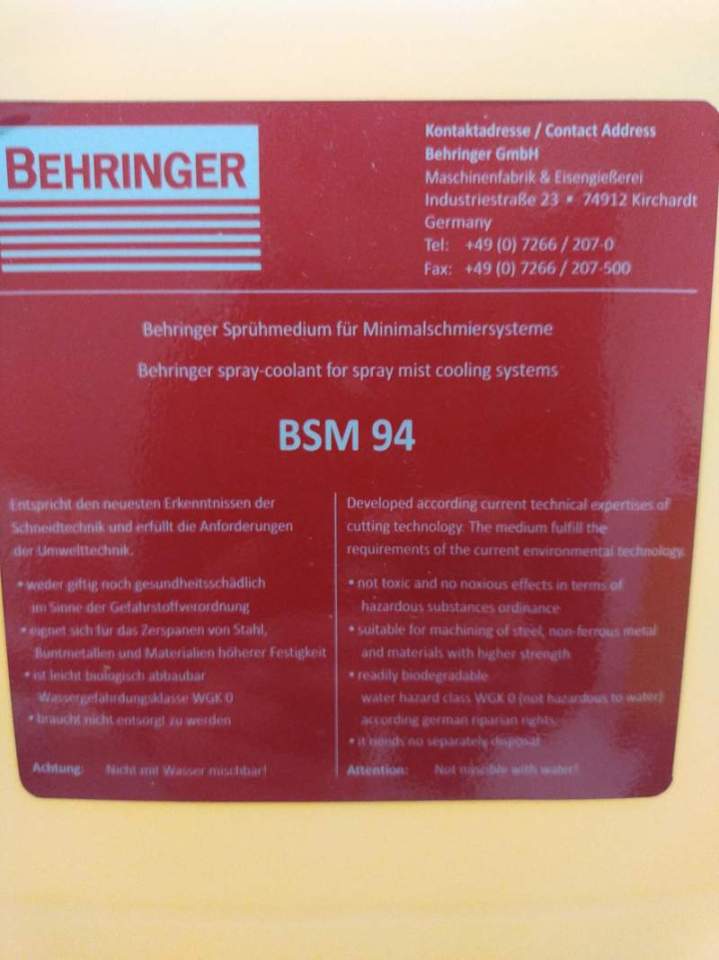 BEHRINGER
Kontaktadresse / Contact Address
Behringer GmbH
Maschinenfabrik & Eisengießerei
Industriestraße 23 • 74912 Kirchardt
Germany
Tel: +49 (0) 7266 / 207-0
Fax: +49 (0) 7266 / 207-500
Behringer Sprühmedium für Minimalschmiersysteme
Behringer spray-coolant for spray mist cooling systems
BSM 94
Entspricht den neuesten Erkenntnissen der
Schneidtechnik und erfüllt die Anforderungen
der Umwelttechnik.
• weder giftig noch gesundheitsschädlich
im Sinne der Gefahrstoffverordnung
• eignet sich für das Zerspanen von Stahl,
Buntmetallen und Materialien höherer Festigkeit
• ist leicht biologisch abbaubar
Wassergefährdungsklasse WGK 0
• braucht nicht entsorgt zu werden
Achtung: Nicht mit Wasser mischbar!
Developed according current technical expertises of
cutting technology. The medium fulfill the
requirements of the current environmental technology.
• not toxic and no noxious effects in terms of
hazardous substances ordinance
• suitable for machining of steel, non-ferrous metal
and materials with higher strength
• readily biodegradable
water hazard class WGK 0 (not hazardous to water)
according german riparian rights.
• it needs no separately disposal
Attention: Not miscible with water!